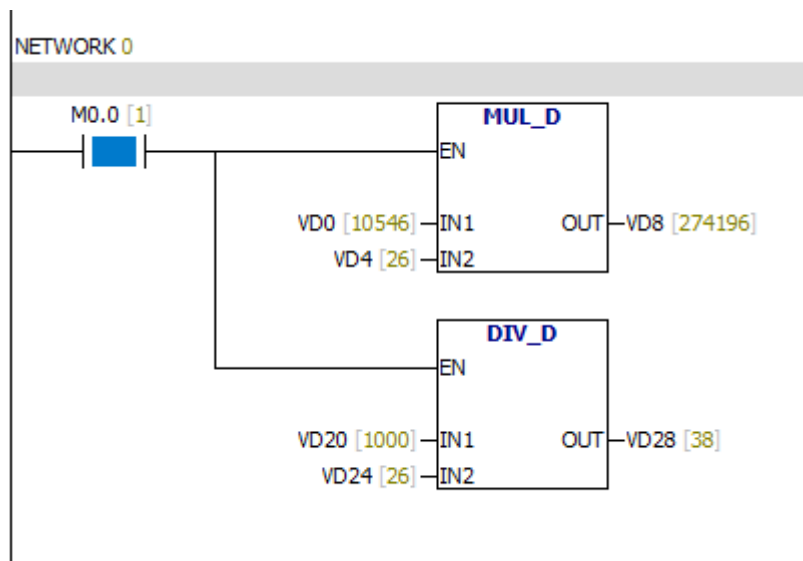 NETWORK 0
M0.0 [1]
MUL_D
EN
VD0 [10546] IN1 OUT VD8 [274196]
VD4 [26] IN2
DIV_D
EN
VD20 [1000] IN1 OUT VD28 [38]
VD24 [26] IN2